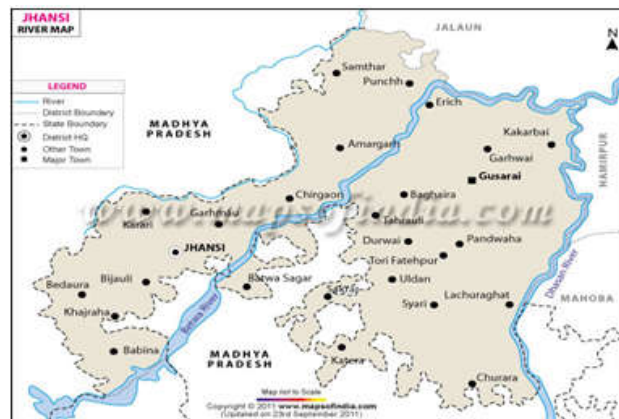 JHANSI
RIVER MAP
JALAUN
N
LEGEND
River
District Boundary
State Boundary
District HQ
Other Town
Major Town
MADHYA
PRADESH
Samthar
Punchh
Erich
Kakarbai
Garhwai
Amargarh
Gusarai
Chirgaon
Baghaira
www.mapsofindia.com
Karari
Garhmau
Tahrauli
JHANSI
Durwai
Pandwaha
Tori Fatehpur
Bijauli
Uldan
Bedaura
Batwa Sagar
Syari
Lachuraghat
Khajraha
Babina
Katera
Churara
Betwa River
Dhasan River
MAHOBA
MADHYA
PRADESH
Map not to Scale
Copyright © 2011 www.mapsofindia.com
(Updated on 23rd September 2011)